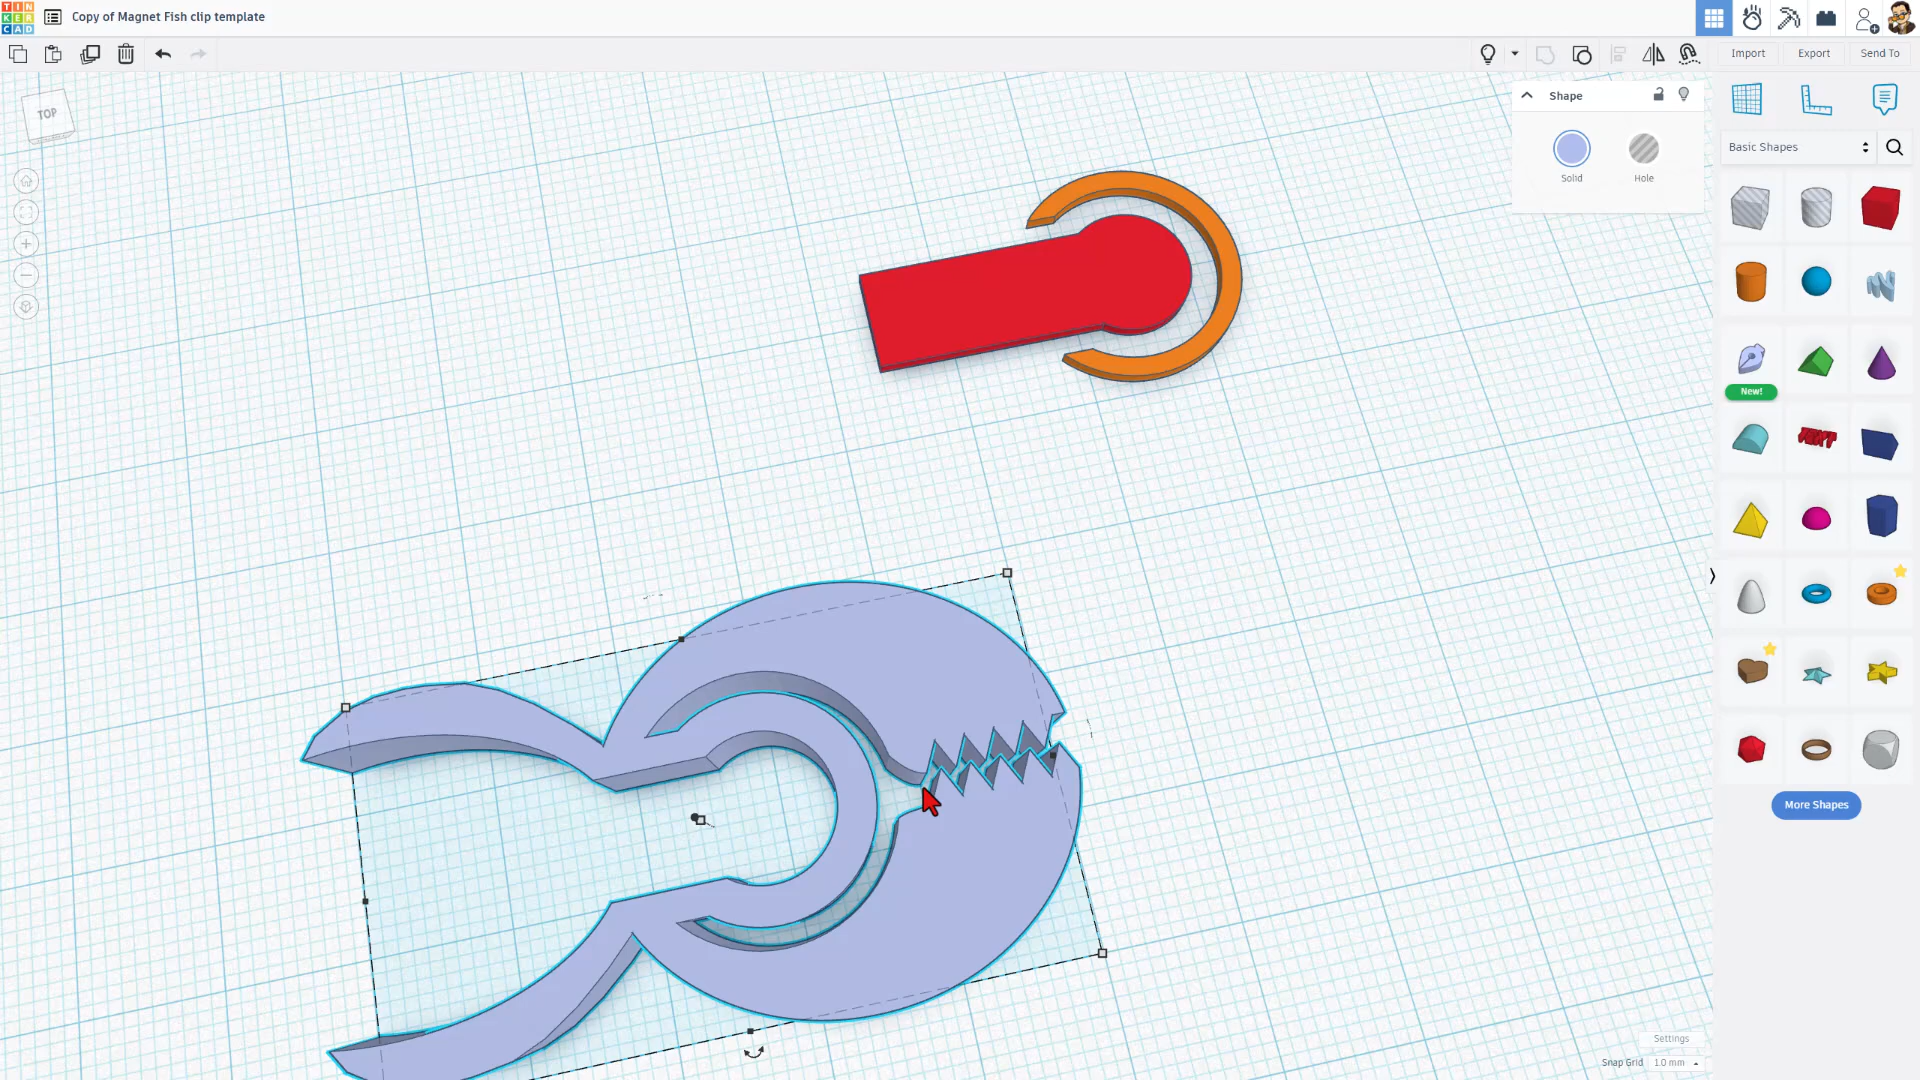 TIN
KER
CAD
Copy of Magnet Fish clip template
Import
Export
Send To
TOP
Shape
Solid
Hole
Basic Shapes
New!
TEXT
More Shapes
Settings
Snap Grid 1.0 mm